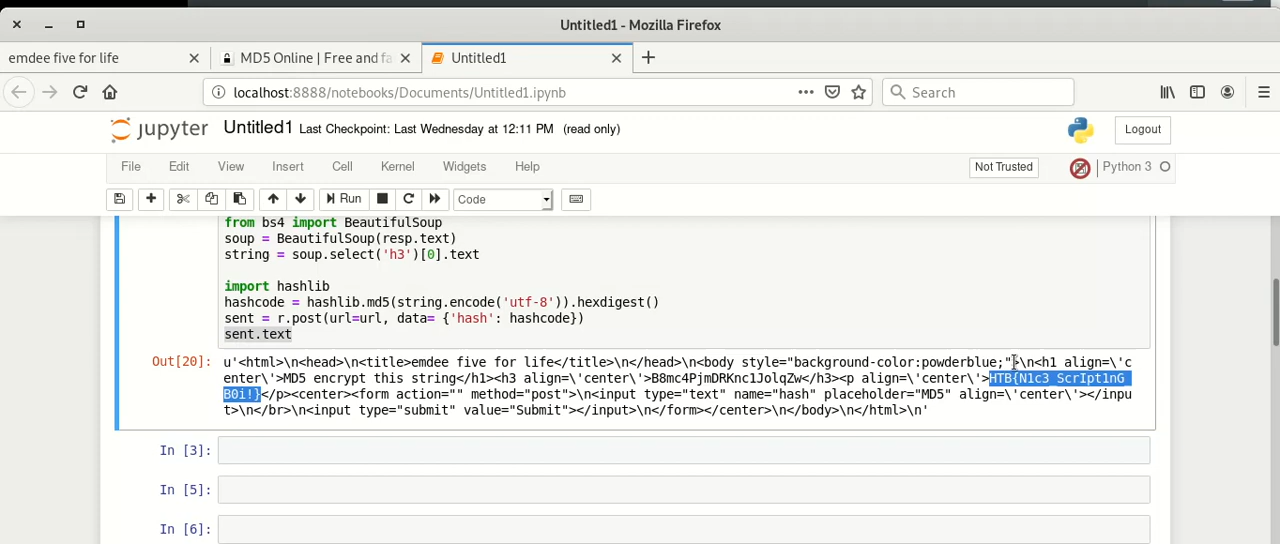 Untitled1 - Mozilla Firefox
emdee five for life
MD5 Online | Free and fa
Untitled1
localhost:8888/notebooks/Documents/Untitled1.ipynb
Search
jupyter Untitled1 Last Checkpoint: Last Wednesday at 12:11 PM (read only)
Logout
File Edit View Insert Cell Kernel Widgets Help
Not Trusted
Python 3
Run
Code
from bs4 import BeautifulSoup
soup = BeautifulSoup(resp.text)
string = soup.select('h3')[0].text
import hashlib
hashcode = hashlib.md5(string.encode('utf-8')).hexdigest()
sent = r.post(url=url, data= {'hash': hashcode})
sent.text
Out[20]: u'<html>\n<head>\n<title>emdee five for life</title>\n</head>\n<body style="background-color:powderblue;">\n<h1 align=\'c
enter\'>MD5 encrypt this string</h1><h3 align=\'center\'>B8mc4PjmDRKnc1JolqZw</h3><p align=\'center\'>HTB{N1c3_ScrIpt1nG
B0i!}</p><center><form action="" method="post">\n<input type="text" name="hash" placeholder="MD5" align=\'center\'></inpu
t>\n</br>\n<input type="submit" value="Submit"></input>\n</form></center>\n</body>\n</html>\n'
In [3]:
In [5]:
In [6]: